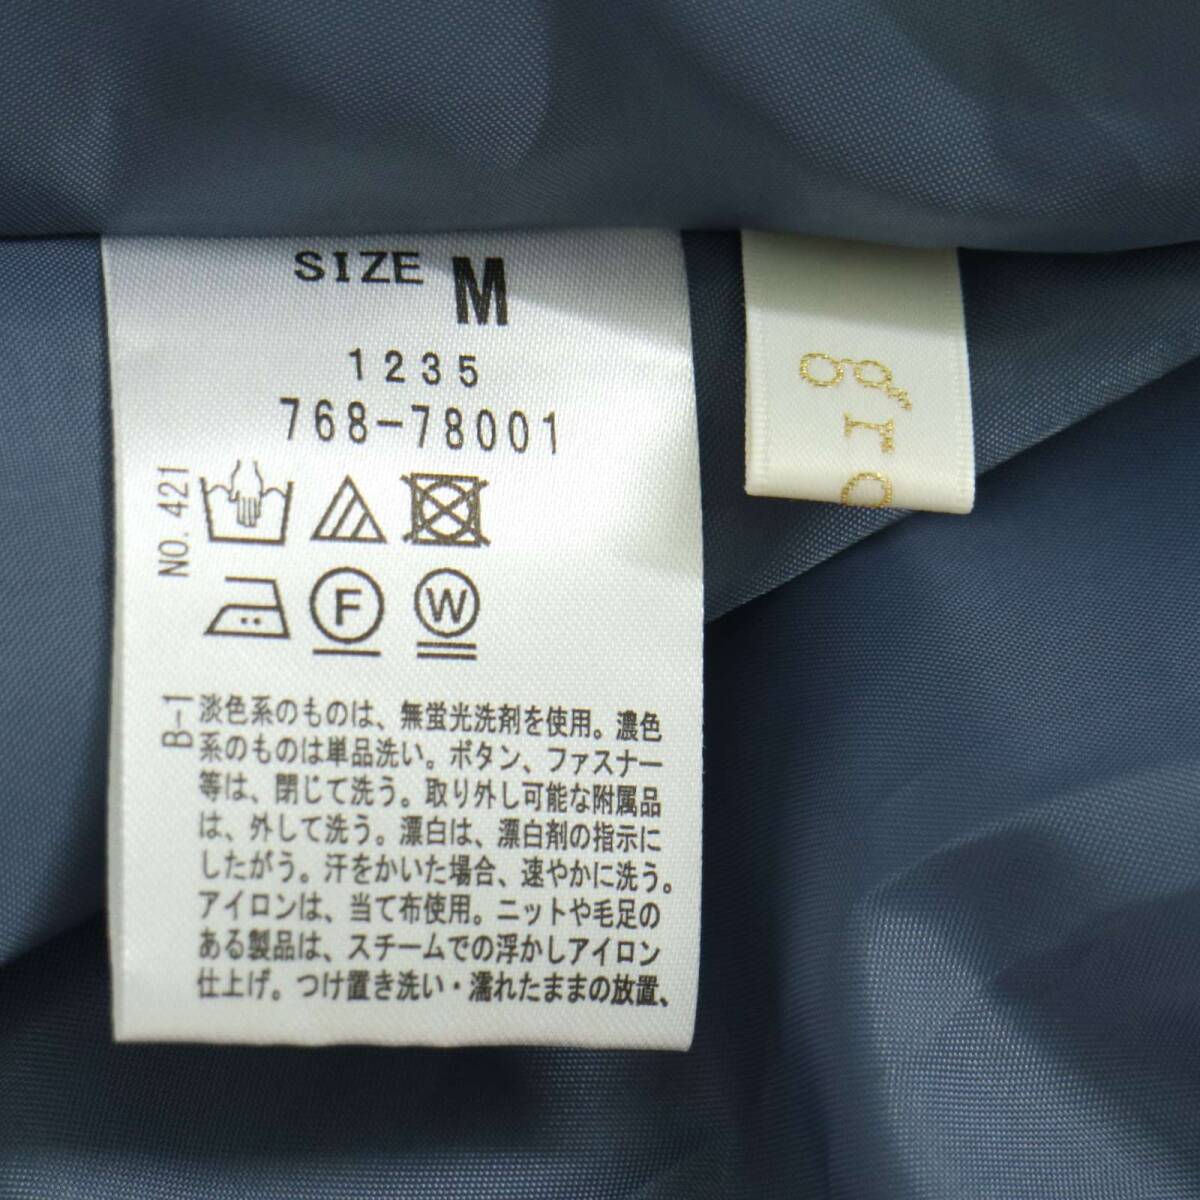 SIZE M
1235
768-78001
NO. 421
F
W
B-1
淡色系のものは、無蛍光洗剤を使用。濃色
系のものは単品洗い。ボタン、ファスナー
等は、閉じて洗う。取り外し可能な附属品
は、外して洗う。漂白は、漂白剤の指示に
したがう。汗をかいた場合、速やかに洗う。
アイロンは、当て布使用。ニットや毛足の
ある製品は、スチームでの浮かしアイロン
仕上げ。つけ置き洗い・濡れたままの放置、
gro